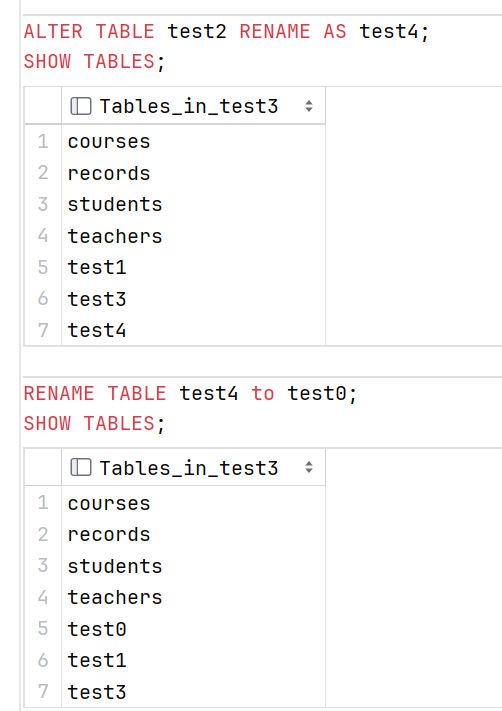 ALTER TABLE test2 RENAME AS test4;
SHOW TABLES;
Tables_in_test3
1 courses
2 records
3 students
4 teachers
5 test1
6 test3
7 test4
RENAME TABLE test4 to test0;
SHOW TABLES;
Tables_in_test3
1 courses
2 records
3 students
4 teachers
5 test0
6 test1
7 test3